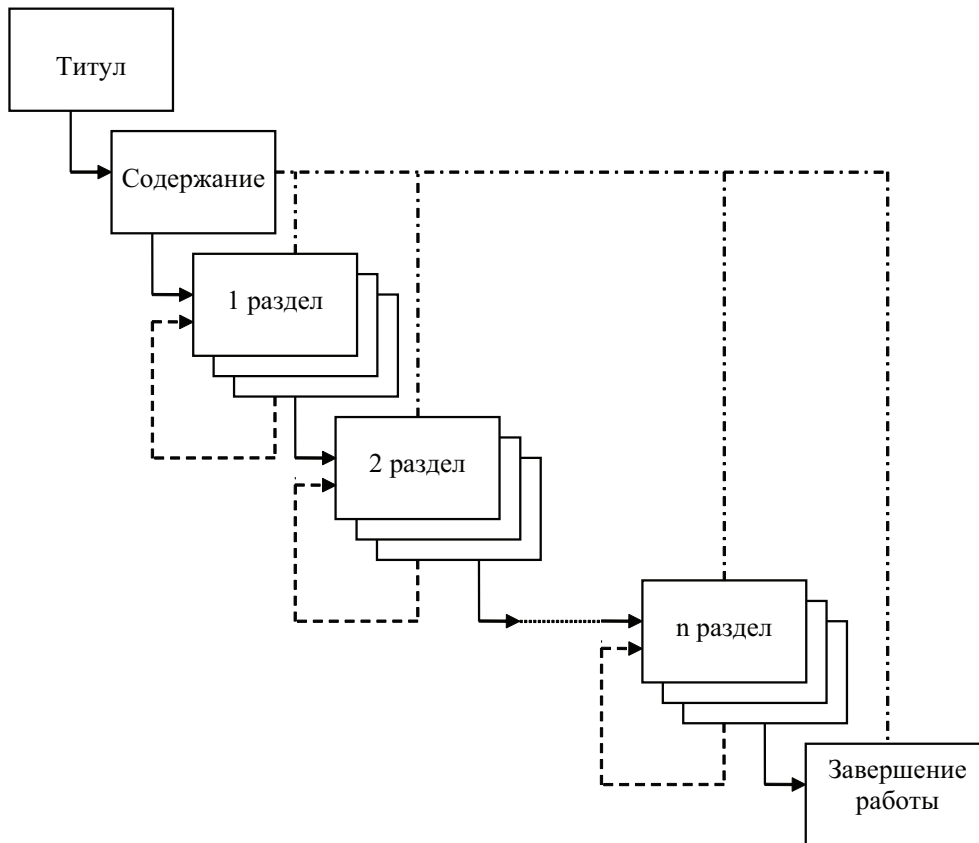 Титул
Содержание
1 раздел
2 раздел
n раздел
Завершение
работы